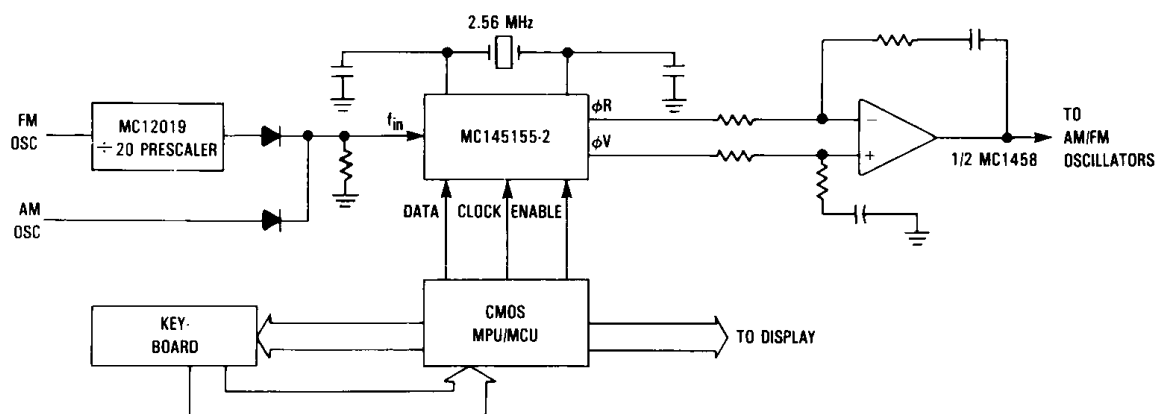 2.56 MHz
FM
OSC
MC12019
÷20 PRESCALER
fin
MC145155-2
ϕR
ϕV
−
+
1/2 MC1458
TO
AM/FM
OSCILLATORS
AM
OSC
DATA
CLOCK
ENABLE
KEY-
BOARD
CMOS
MPU/MCU
TO DISPLAY